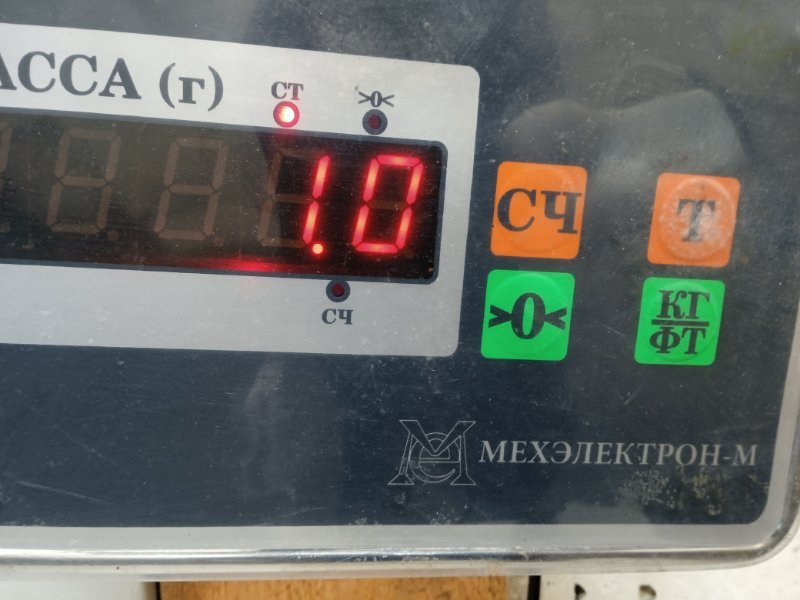 АССА (г)
СТ >0<
1.0
СЧ
СЧ Т
>0< КГ
ФТ
МЕХЭЛЕКТРОН-М